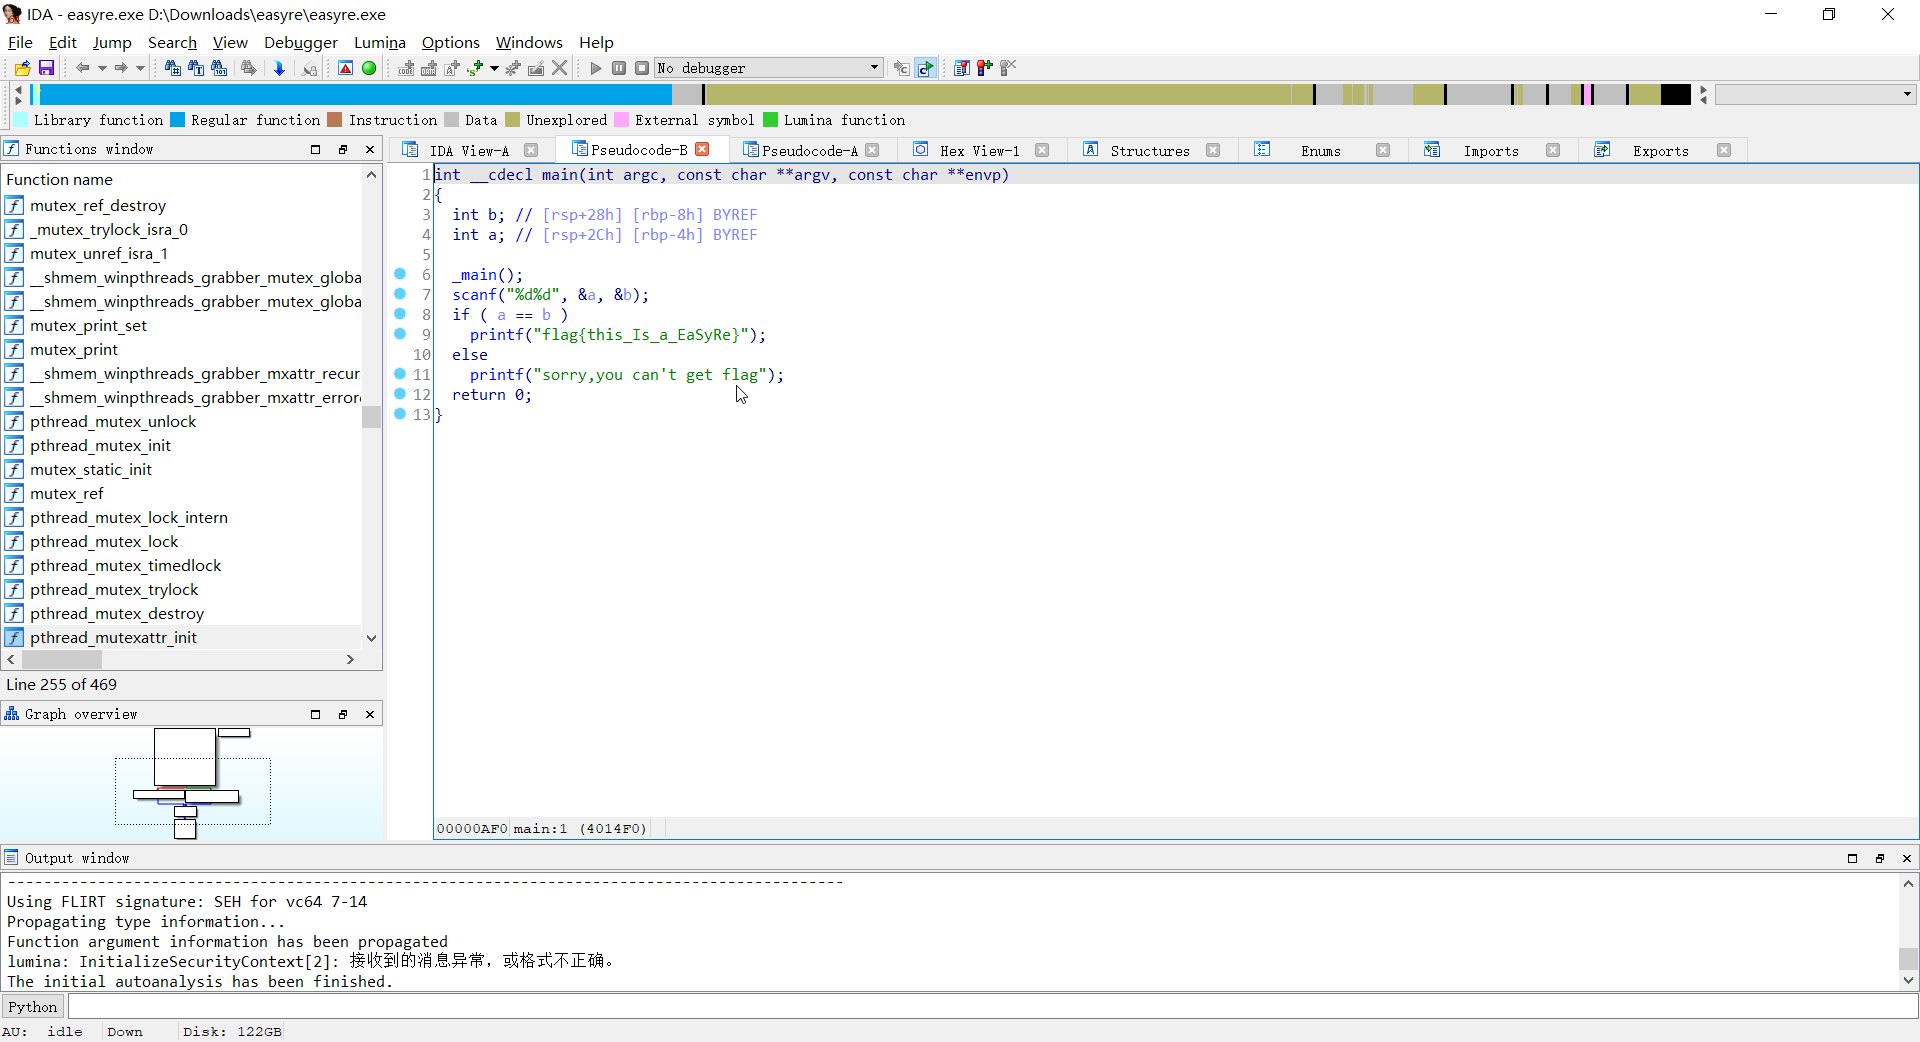 IDA - easyre.exe D:\Downloads\easyre\easyre.exe
File Edit Jump Search View Debugger Lumina Options Windows Help
No debugger
Library function Regular function Instruction Data Unexplored External symbol Lumina function
Functions window
IDA View-A Pseudocode-B Pseudocode-A Hex View-1 Structures Enums Imports Exports
Function name
mutex_ref_destroy
_mutex_trylock_isra_0
mutex_unref_isra_1
__shmem_winpthreads_grabber_mutex_globa
__shmem_winpthreads_grabber_mutex_globa
mutex_print_set
mutex_print
__shmem_winpthreads_grabber_mxattr_recur
__shmem_winpthreads_grabber_mxattr_error
pthread_mutex_unlock
pthread_mutex_init
mutex_static_init
mutex_ref
pthread_mutex_lock_intern
pthread_mutex_lock
pthread_mutex_timedlock
pthread_mutex_trylock
pthread_mutex_destroy
pthread_mutexattr_init
Line 255 of 469
Graph overview
1 int __cdecl main(int argc, const char **argv, const char **envp)
2 {
3 int b; // [rsp+28h] [rbp-8h] BYREF
4 int a; // [rsp+2Ch] [rbp-4h] BYREF
5
6 _main();
7 scanf("%d%d", &a, &b);
8 if ( a == b )
9 printf("flag{this_Is_a_EaSyRe}");
10 else
11 printf("sorry,you can't get flag");
12 return 0;
13 }
00000AF0 main:1 (4014F0)
Output window
---------------------------------------------------------------------------------------------
Using FLIRT signature: SEH for vc64 7-14
Propagating type information...
Function argument information has been propagated
lumina: InitializeSecurityContext[2]: 接收到的消息异常，或格式不正确。
The initial autoanalysis has been finished.
Python
AU: idle Down Disk: 122GB